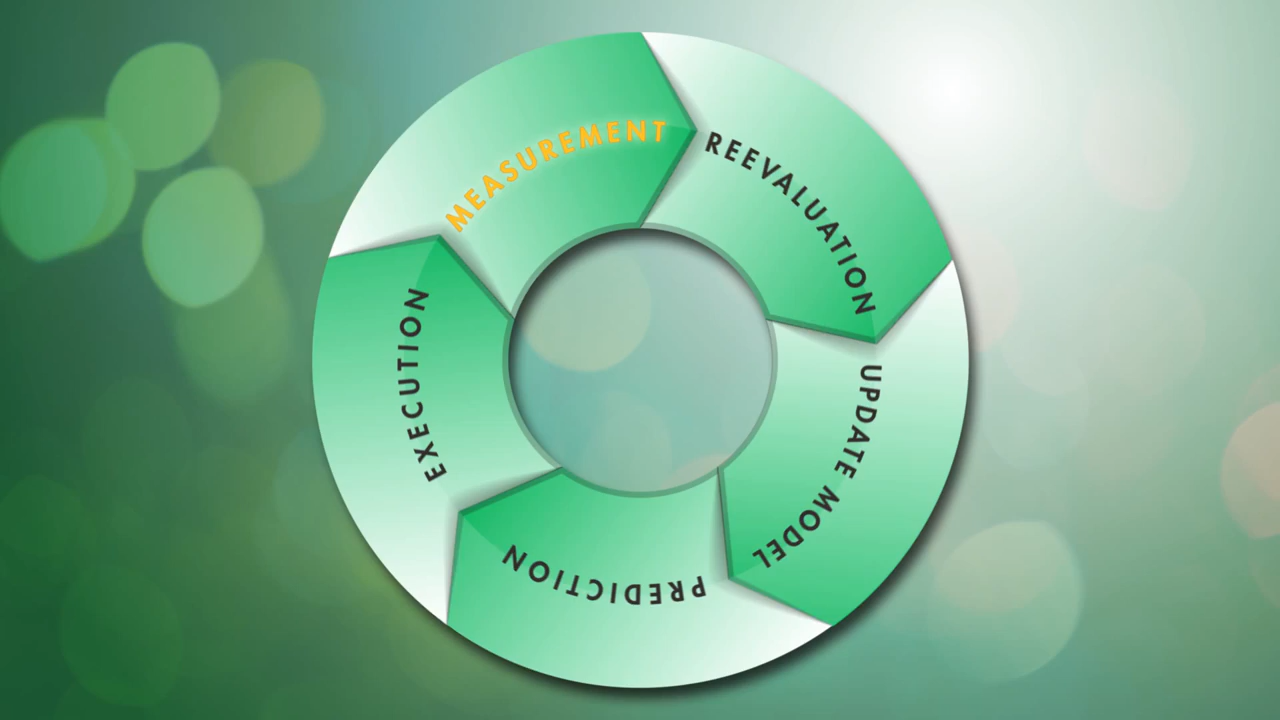 MEASUREMENT
REEVALUATION
UPDATE MODEL
PREDICTION
EXECUTION